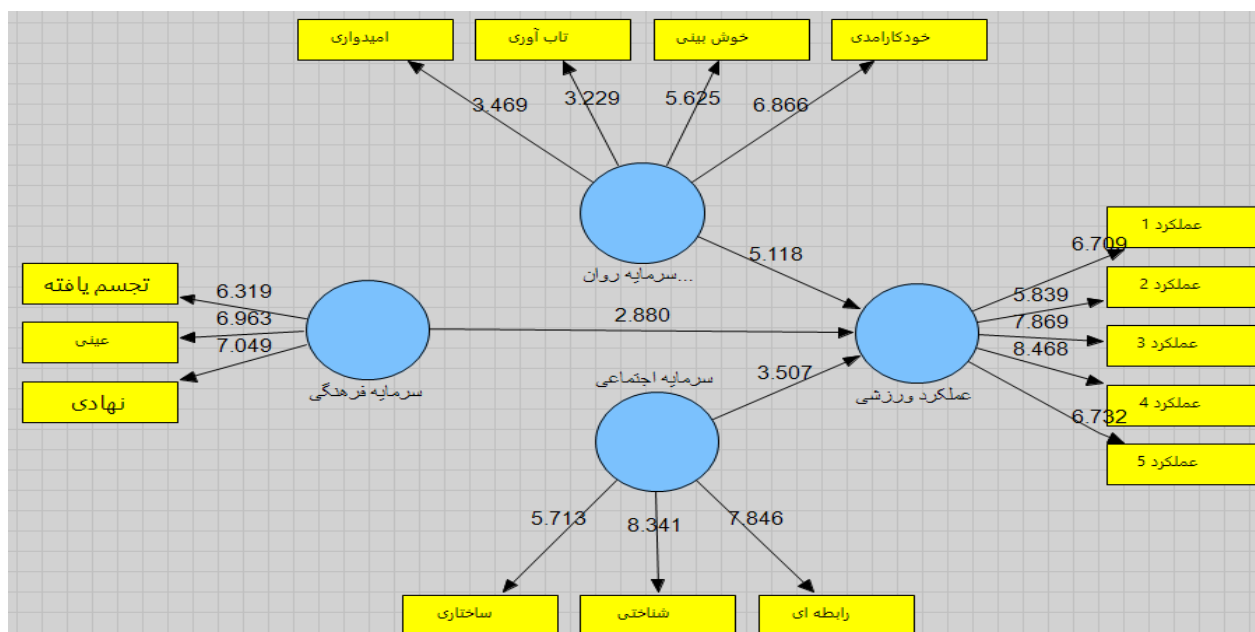 امیدواری
تاب آوری
خوش بینی
خودکارامدی
3.469
3.229
5.625
6.866
سرمایه روان...
5.118
عملکرد 1
عملکرد 2
عملکرد 3
عملکرد 4
عملکرد 5
6.709
5.839
7.869
8.468
6.732
تجسم یافته
عینی
نهادی
6.319
6.963
7.049
سرمایه فرهنگی
2.880
عملکرد ورزشی
سرمایه اجتماعی
3.507
5.713
8.341
7.846
ساختاری
شناختی
رابطه ای